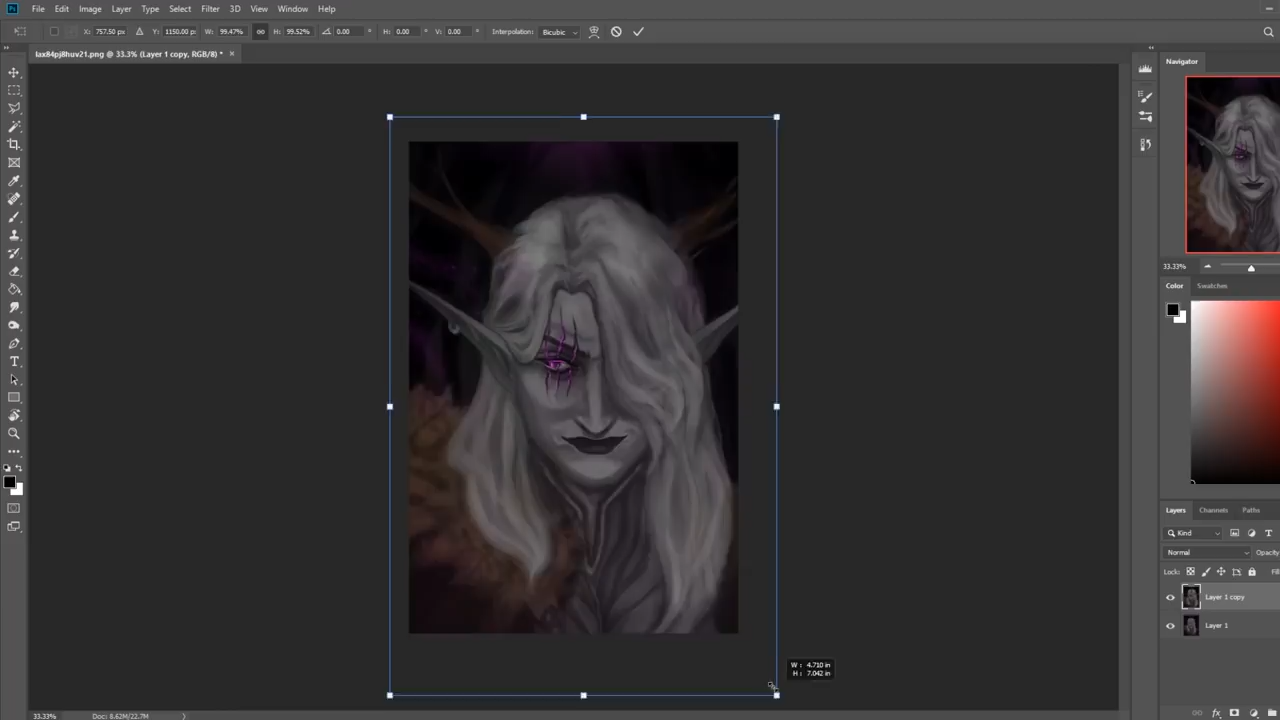 Ps File Edit Image Layer Type Select Filter 3D View Window Help
X: 757.50 px Y: 1150.00 px W: 99.47% H: 99.52% 0.00 ° H: 0.00 ° V: 0.00 ° Interpolation: Bicubic
lax84pj8huv21.png @ 33.3% (Layer 1 copy, RGB/8) * ×
Navigator
33.33%
Color Swatches
Layers Channels Paths
Kind
Normal Opacity
Lock: Fil
Layer 1 copy
Layer 1
W : 4.710 in
H : 7.042 in
33.33% Doc: 8.62M/22.7M
fx